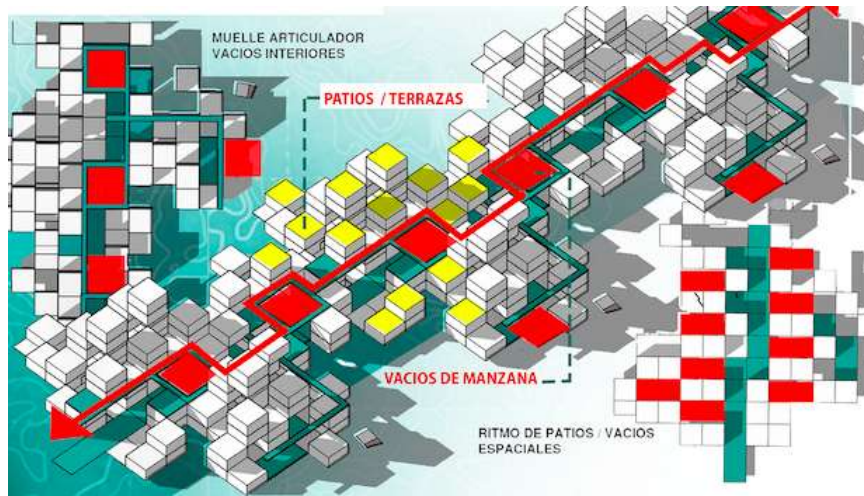 MUELLE ARTICULADOR
VACIOS INTERIORES
PATIOS / TERRAZAS
VACIOS DE MANZANA
RITMO DE PATIOS / VACIOS
ESPACIALES